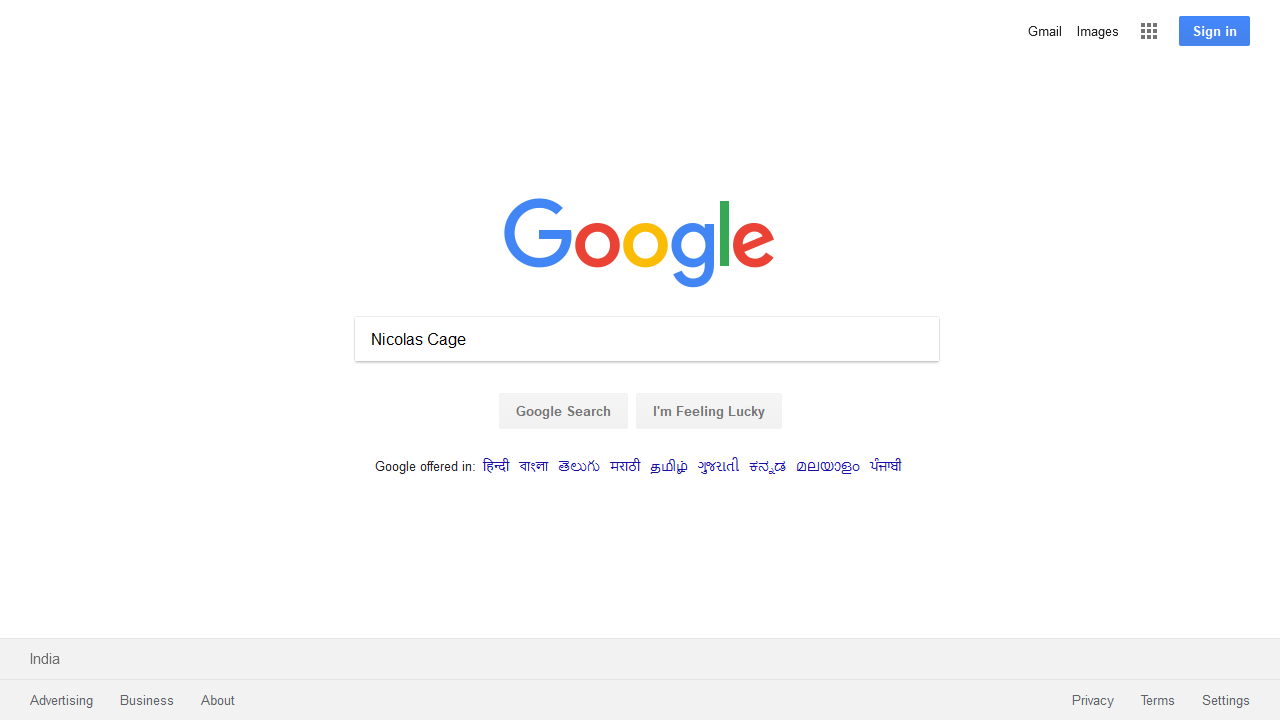 Gmail Images Sign in
Google
Nicolas Cage
Google Search I'm Feeling Lucky
Google offered in: हिन्दी বাংলা తెలుగు मराठी தமிழ் ગુજરાતી ಕನ್ನಡ മലയാളം ਪੰਜਾਬੀ
India
Advertising Business About Privacy Terms Settings